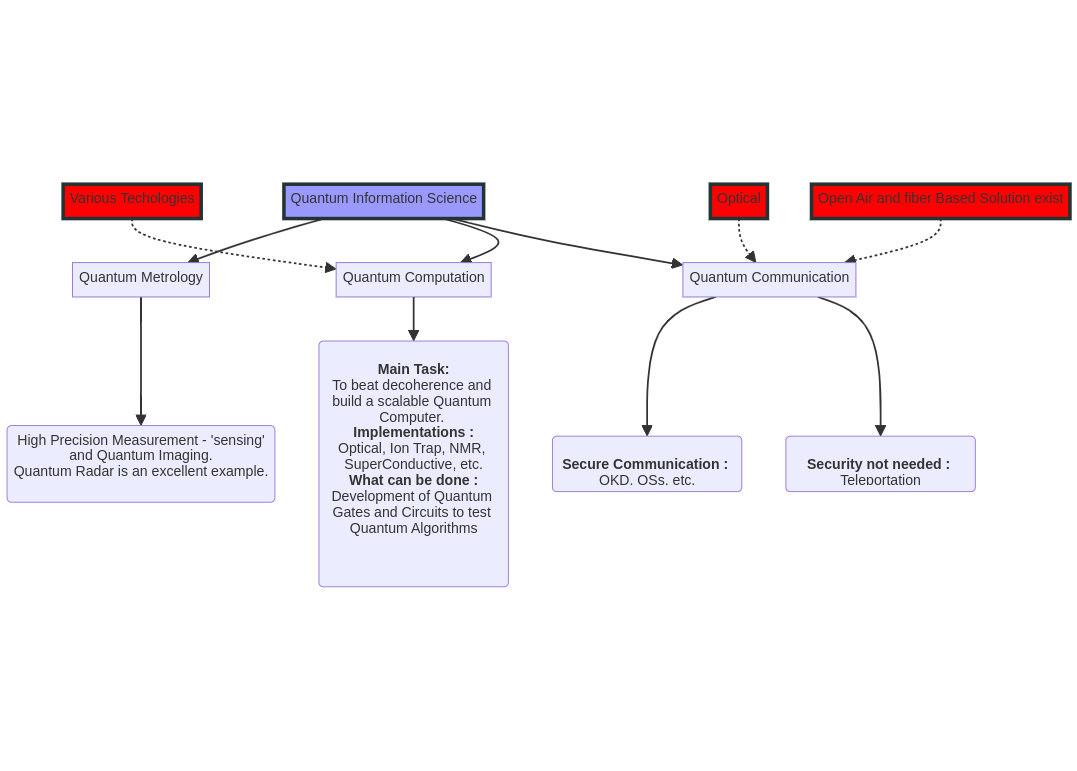 Various Techologies
Quantum Information Science
Optical
Open Air and fiber Based Solution exist
Quantum Metrology
Quantum Computation
Quantum Communication
High Precision Measurement - 'sensing'
and Quantum Imaging.
Quantum Radar is an excellent example.
Main Task:
To beat decoherence and
build a scalable Quantum
Computer.
Implementations :
Optical, Ion Trap, NMR,
SuperConductive, etc.
What can be done :
Development of Quantum
Gates and Circuits to test
Quantum Algorithms
Secure Communication :
QKD, QSs, etc.
Security not needed :
Teleportation